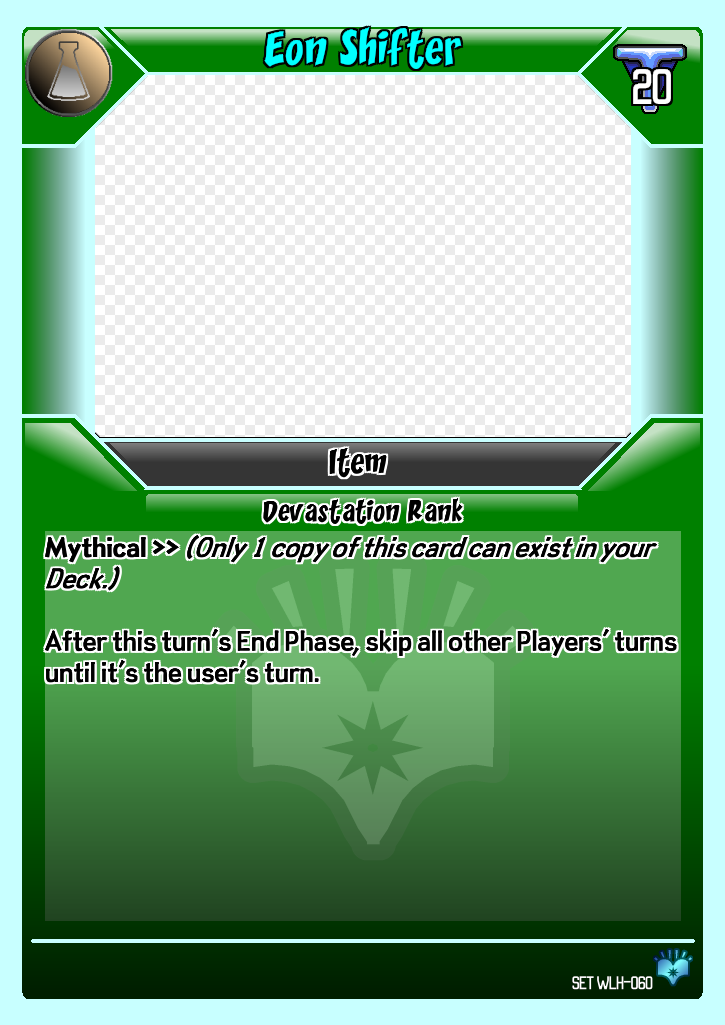 Eon Shifter
20
Item
Devastation Rank
Mythical >> (Only 1 copy of this card can exist in your
Deck.)
After this turn's End Phase, skip all other Players' turns
until it's the user's turn.
SET WLH-060